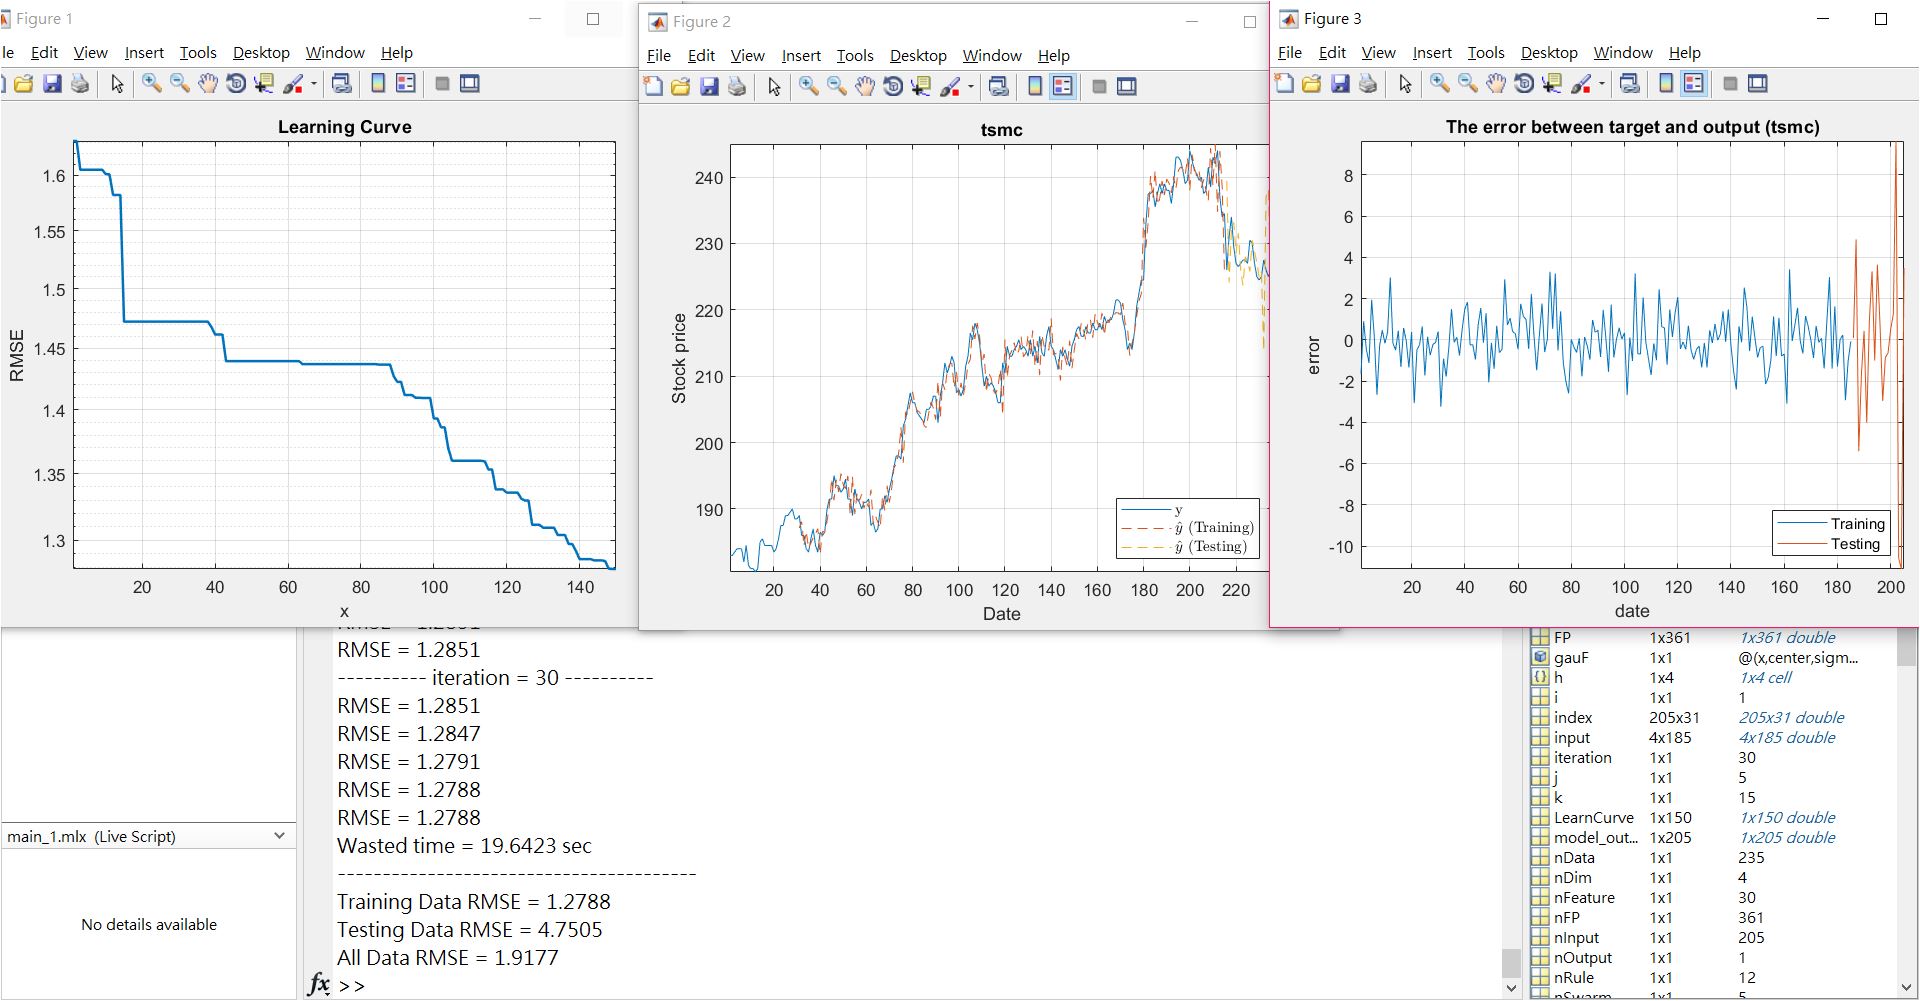 Figure 1
le Edit View Insert Tools Desktop Window Help
Learning Curve
1.6
1.55
1.5
1.45
1.4
1.35
1.3
RMSE
20 40 60 80 100 120 140
x
Figure 2
File Edit View Insert Tools Desktop Window Help
tsmc
240
230
220
210
200
190
Stock price
y
ŷ (Training)
ŷ (Testing)
20 40 60 80 100 120 140 160 180 200 220
Date
Figure 3
File Edit View Insert Tools Desktop Window Help
The error between target and output (tsmc)
8
6
4
2
0
-2
-4
-6
-8
-10
error
Training
Testing
20 40 60 80 100 120 140 160 180 200
date
RMSE = 1.2851
---------- iteration = 30 ----------
RMSE = 1.2851
RMSE = 1.2847
RMSE = 1.2791
RMSE = 1.2788
RMSE = 1.2788
Wasted time = 19.6423 sec
----------------------------------------
Training Data RMSE = 1.2788
Testing Data RMSE = 4.7505
All Data RMSE = 1.9177
fx >>
main_1.mlx (Live Script)
No details available
FP 1x361 1x361 double
gauF 1x1 @(x,center,sigm...
h 1x4 1x4 cell
i 1x1 1
index 205x31 205x31 double
input 4x185 4x185 double
iteration 1x1 30
j 1x1 5
k 1x1 15
LearnCurve 1x150 1x150 double
model_out... 1x205 1x205 double
nData 1x1 235
nDim 1x1 4
nFeature 1x1 30
nFP 1x1 361
nInput 1x1 205
nOutput 1x1 1
nRule 1x1 12
nSwarm 1x1 5